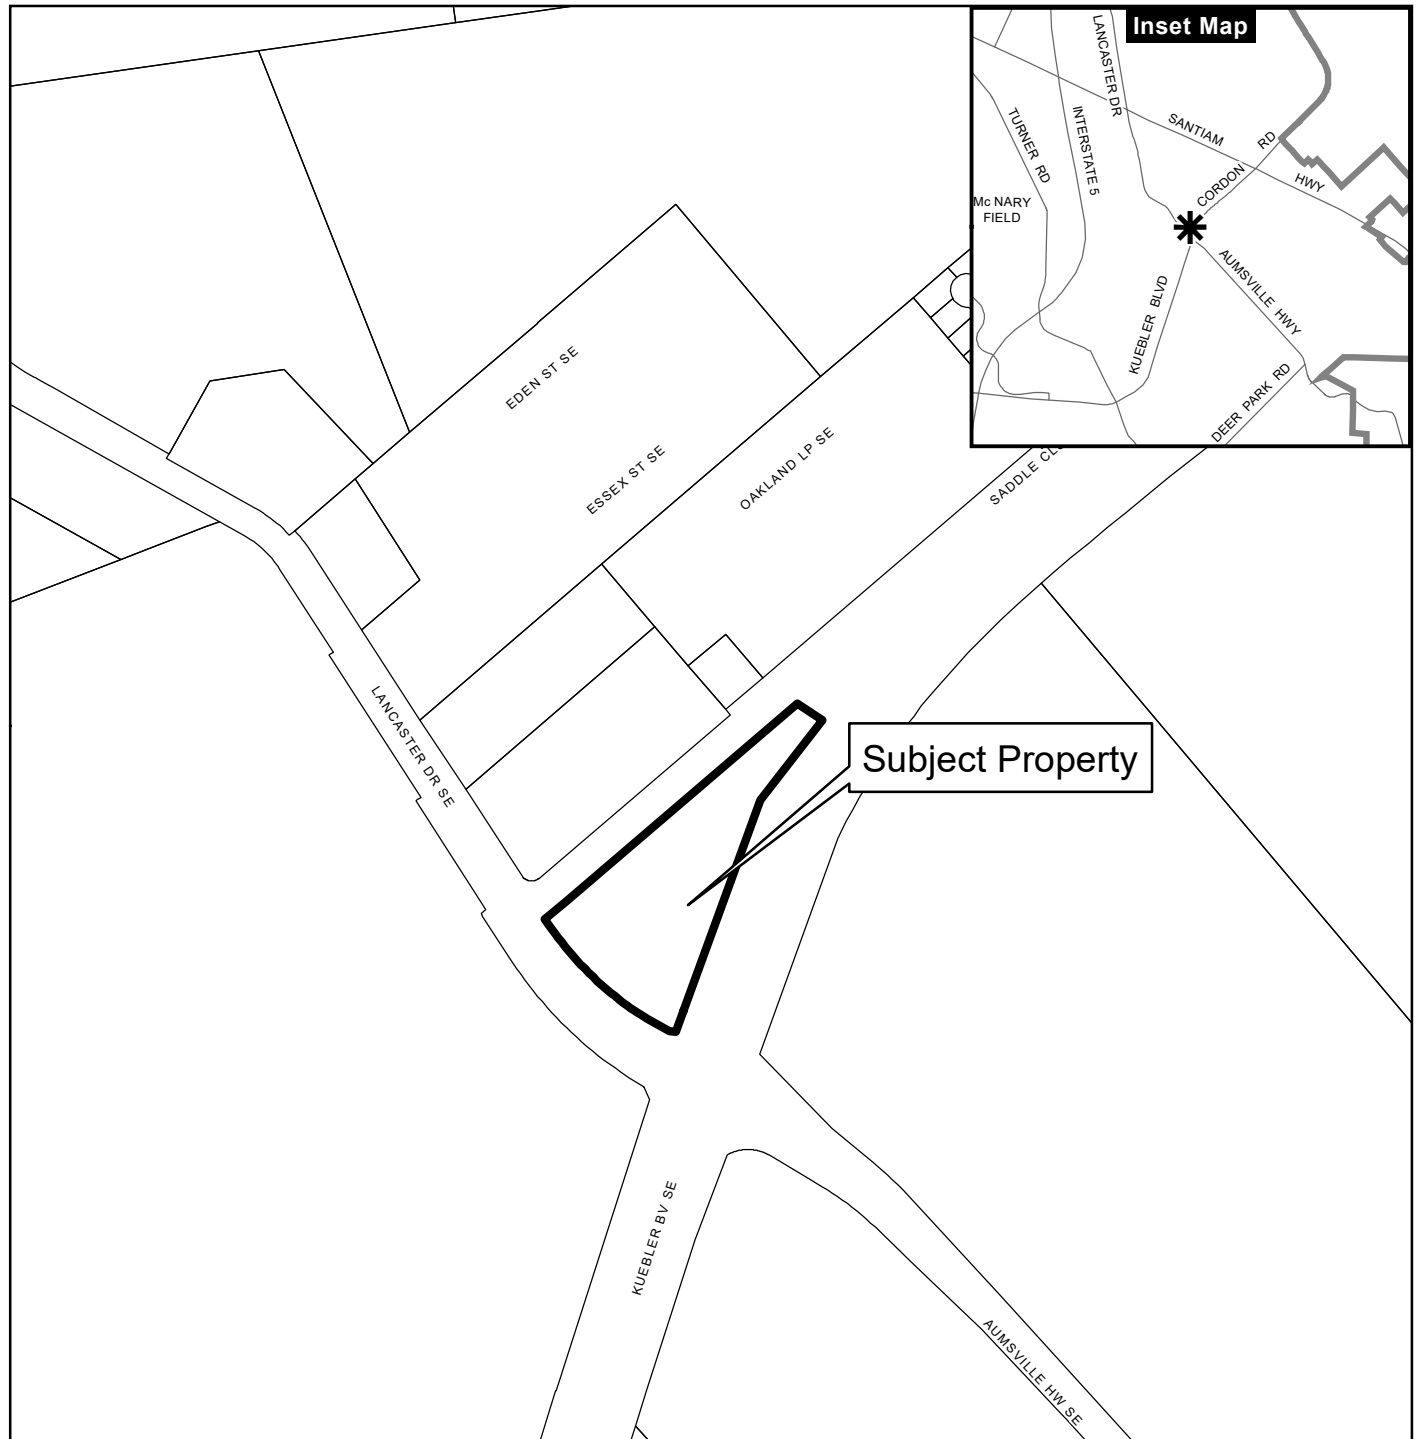 Inset Map
LANCASTER DR
SANTIAM
HWY
CORDON
RD
TURNER RD
INTERSTATE 5
Mc NARY
FIELD
AUMSVILLE HWY
KUEBLER BLVD
DEER PARK RD
EDEN ST SE
ESSEX ST SE
OAKLAND LP SE
SADDLE
LANCASTER DR SE
Subject Property
KUEBLER BV SE
AUMSVILLE HW SE